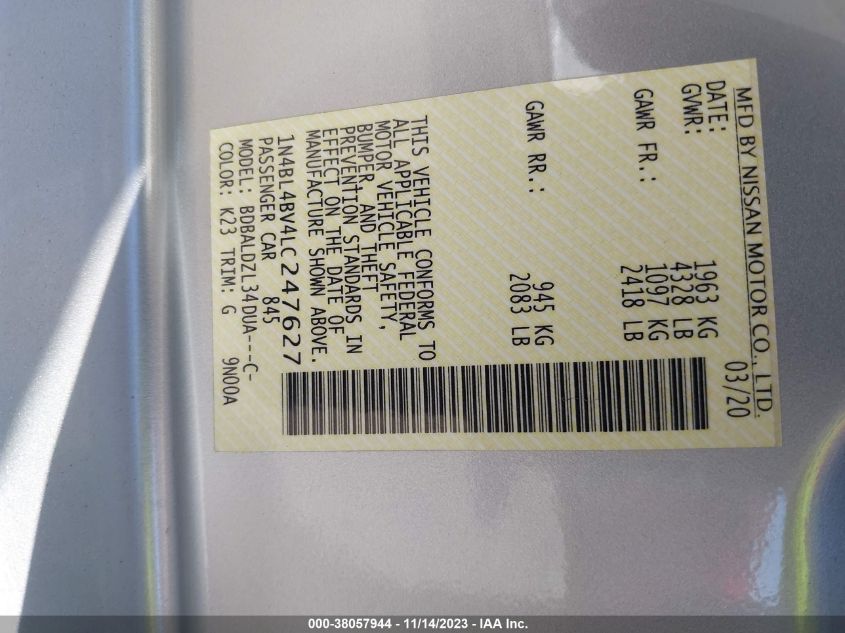 MFD BY NISSAN MOTOR CO., LTD.
DATE: 03/20
GVWR: 1963 KG
4328 LB
GAWR FR.: 1097 KG
2418 LB
GAWR RR.: 945 KG
2083 LB
THIS VEHICLE CONFORMS TO
ALL APPLICABLE FEDERAL
MOTOR VEHICLE SAFETY,
BUMPER, AND THEFT
PREVENTION STANDARDS IN
EFFECT ON THE DATE OF
MANUFACTURE SHOWN ABOVE.
1N4BL4BV4LC247627
PASSENGER CAR 845
MODEL: BDBALDZL34DUA---C-
COLOR: K23 TRIM: G 9N00A
000-38057944 - 11/14/2023 - IAA Inc.